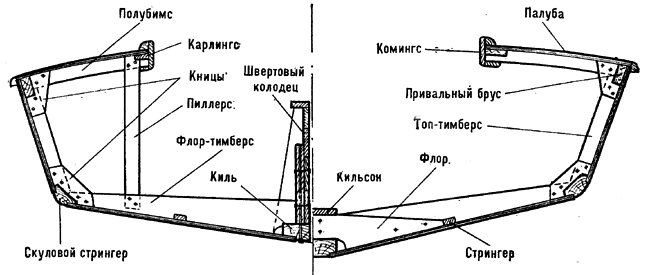 Полубимс
Карлингс
Кницы
Пиллерс
Флор-тимберс
Швертовый
колодец
Киль
Скуловой стрингер
Палуба
Комингс
Привальный брус
Топ-тимберс
Флор.
Кильсон
Стрингер